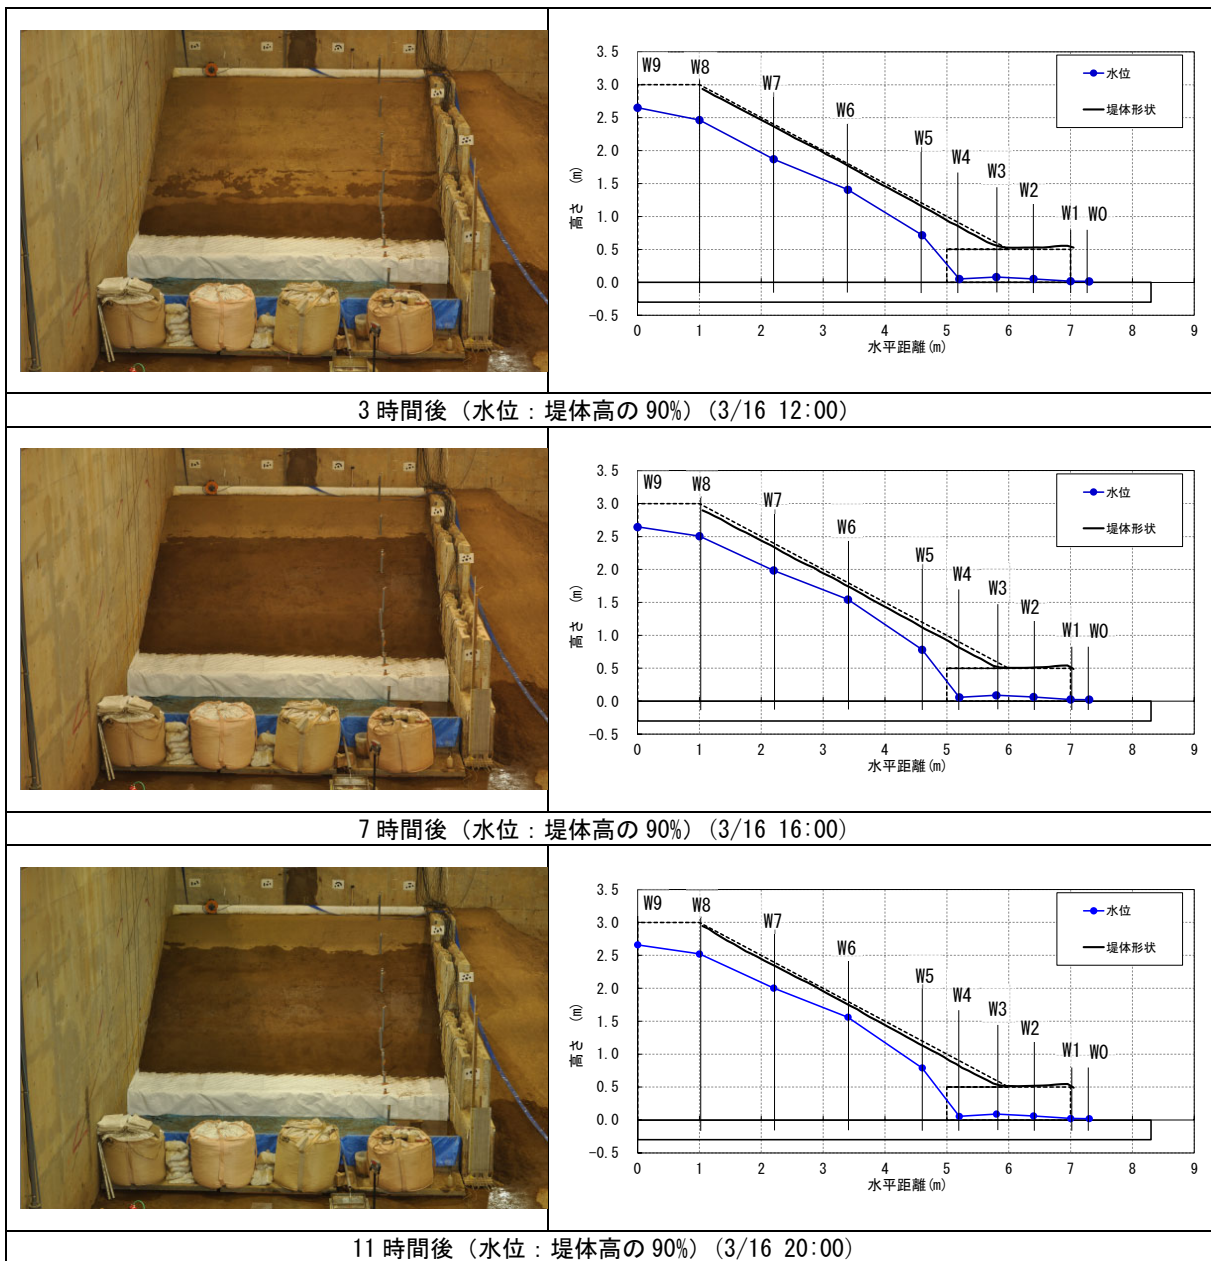 3.5
3.0
2.5
2.0
1.5
1.0
0.5
0.0
-0.5
高さ (m)
W9
W8
W7
W6
W5
W4
W3
W2
W1
W0
水位
堤体形状
0
1
2
3
4
5
6
7
8
9
水平距離(m)
3時間後（水位：堤体高の90%）(3/16 12:00)
3.5
3.0
2.5
2.0
1.5
1.0
0.5
0.0
-0.5
高さ (m)
W9
W8
W7
W6
W5
W4
W3
W2
W1
W0
水位
堤体形状
0
1
2
3
4
5
6
7
8
9
水平距離(m)
7時間後（水位：堤体高の90%）(3/16 16:00)
3.5
3.0
2.5
2.0
1.5
1.0
0.5
0.0
-0.5
高さ (m)
W9
W8
W7
W6
W5
W4
W3
W2
W1
W0
水位
堤体形状
0
1
2
3
4
5
6
7
8
9
水平距離(m)
11時間後（水位：堤体高の90%）(3/16 20:00)